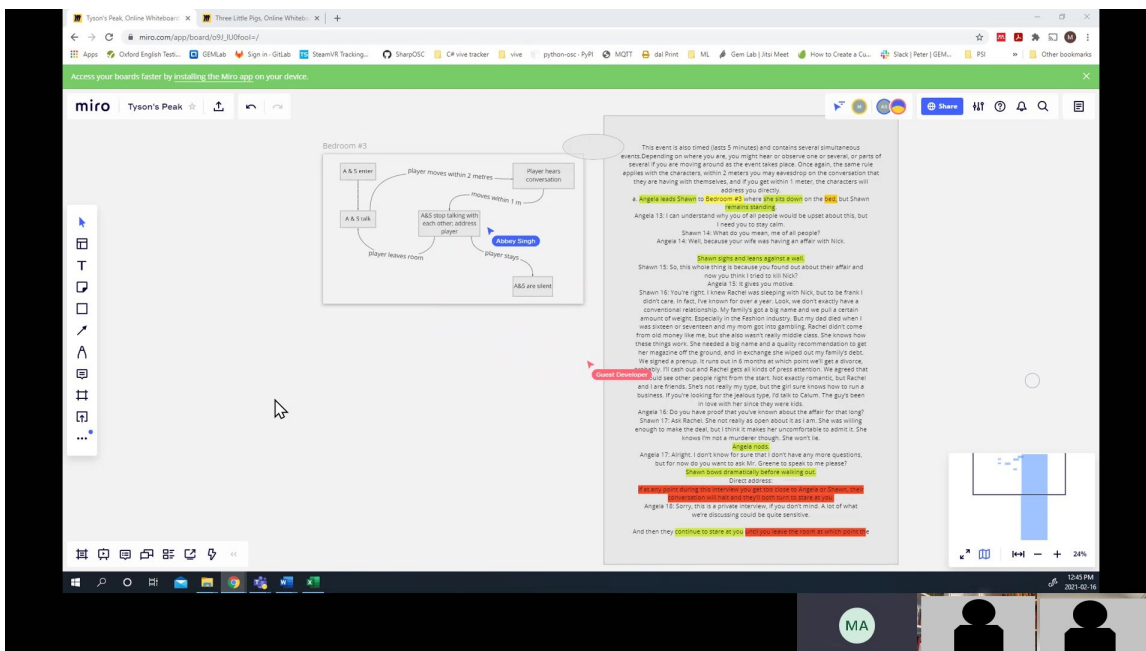 Tyson's Peak, Online Whiteboard
Three Little Pigs, Online Whiteb
miro.com/app/board/o9J_lU0fool=/
Apps
Oxford English Testi...
GEMLab
Sign in · GitLab
SteamVR Tracking...
SharpOSC
C# vive tracker
vive
python-osc · PyPI
MQTT
dal Print
ML
Gem Lab | Jitsi Meet
How to Create a Cu...
Slack | Peter | GEM...
PSI
Other bookmarks
Access your boards faster by installing the Miro app on your device.
miro
Tyson's Peak
Share
Bedroom #3
A & S enter
player moves within 2 metres
Player hears
conversation
moves within 1 m
A & S talk
A&S stop talking with
each other; address
player
Abbey Singh
player leaves room
player stays
A&S are silent
Guest Developer
This event is also timed (lasts 5 minutes) and contains several simultaneous
events.Depending on where you are, you might hear or observe one or several, or parts of
several if you are moving around as the event takes place. Once again, the same rule
applies with the characters, within 2 meters you may eavesdrop on the conversation that
they are having with themselves, and if you get within 1 meter, the characters will
address you directly.
a. Angela leads Shawn to Bedroom #3 where she sits down on the bed, but Shawn
remains standing.
Angela 13: I can understand why you of all people would be upset about this, but
I need you to stay calm.
Shawn 14: What do you mean, me of all people?
Angela 14: Well, because your wife was having an affair with Nick.
Shawn sighs and leans against a wall.
Shawn 15: So, this whole thing is because you found out about their affair and
now you think I tried to kill Nick?
Angela 15: It gives you motive.
Shawn 16: You're right. I knew Rachel was sleeping with Nick, but to be frank I
didn't care. In fact, I've known for over a year. Look, we don't exactly have a
conventional relationship. My family's got a big name and we pull a certain
amount of weight. Especially in the Fashion industry. But my dad died when I
was sixteen or seventeen and my mom got into gambling. Rachel didn't come
from old money like me, but she also wasn't really middle class. She knows how
these things work. She needed a big name and a quality recommendation to get
her magazine off the ground, and in exchange she wiped out my family's debt.
We signed a prenup. It runs out in 6 months at which point we'll get a divorce,
probably. I'll cash out and Rachel gets all kinds of press attention. We agreed that
could see other people right from the start. Not exactly romantic, but Rachel
and I are friends. She's not really my type, but the girl sure knows how to run a
business. If you're looking for the jealous type, I'd talk to Calum. The guy's been
in love with her since they were kids.
Angela 16: Do you have proof that you've known about the affair for that long?
Shawn 17: Ask Rachel. She not really as open about it as I am. She was willing
enough to make the deal, but I think it makes her uncomfortable to admit it. She
knows I'm not a murderer though. She won't lie.
Angela nods.
Angela 17: Alright. I don't know for sure that I don't have any more questions,
but for now do you want to ask Mr. Greene to speak to me please?
Shawn bows dramatically before walking out.
Direct address:
If at any point during this interview you get too close to Angela or Shawn, their
conversation will halt and they'll both turn to stare at you.
Angela 18: Sorry, this is a private interview, if you don't mind. A lot of what
we're discussing could be quite sensitive.
And then they continue to stare at you until you leave the room at which point the
24%
12:45 PM
2021-02-16
MA